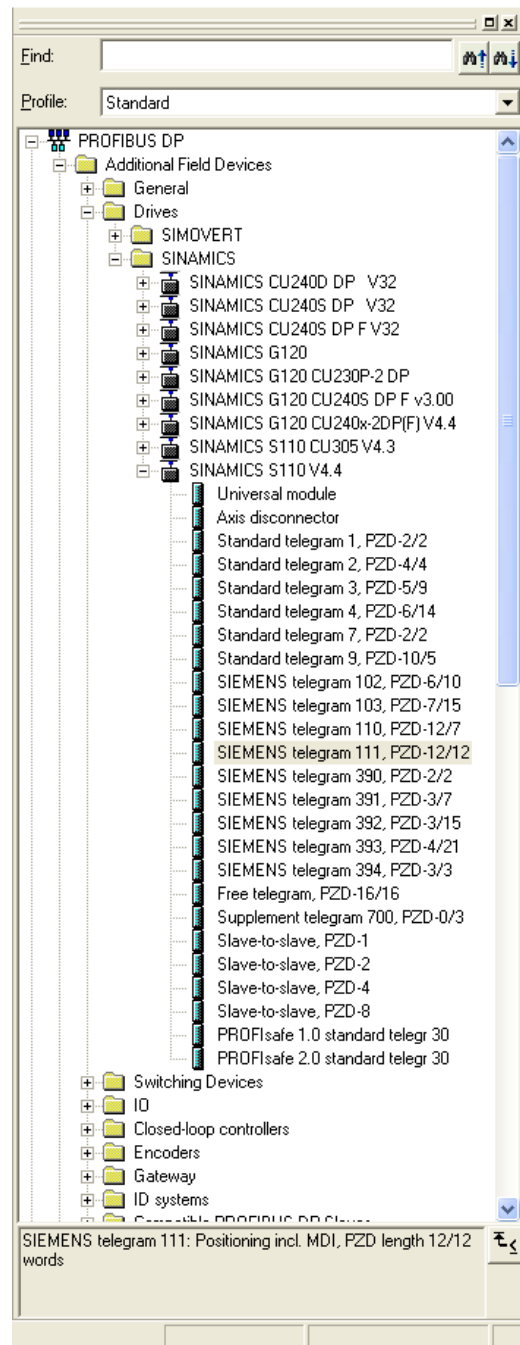 Find:
Profile: Standard
PROFIBUS DP
Additional Field Devices
General
Drives
SIMOVERT
SINAMICS
SINAMICS CU240D DP V32
SINAMICS CU240S DP V32
SINAMICS CU240S DP F V32
SINAMICS G120
SINAMICS G120 CU230P-2 DP
SINAMICS G120 CU240S DP F v3.00
SINAMICS G120 CU240x-2DP(F) V4.4
SINAMICS S110 CU305 V4.3
SINAMICS S110 V4.4
Universal module
Axis disconnector
Standard telegram 1, PZD-2/2
Standard telegram 2, PZD-4/4
Standard telegram 3, PZD-5/9
Standard telegram 4, PZD-6/14
Standard telegram 7, PZD-2/2
Standard telegram 9, PZD-10/5
SIEMENS telegram 102, PZD-6/10
SIEMENS telegram 103, PZD-7/15
SIEMENS telegram 110, PZD-12/7
SIEMENS telegram 111, PZD-12/12
SIEMENS telegram 390, PZD-2/2
SIEMENS telegram 391, PZD-3/7
SIEMENS telegram 392, PZD-3/15
SIEMENS telegram 393, PZD-4/21
SIEMENS telegram 394, PZD-3/3
Free telegram, PZD-16/16
Supplement telegram 700, PZD-0/3
Slave-to-slave, PZD-1
Slave-to-slave, PZD-2
Slave-to-slave, PZD-4
Slave-to-slave, PZD-8
PROFIsafe 1.0 standard telegr 30
PROFIsafe 2.0 standard telegr 30
Switching Devices
IO
Closed-loop controllers
Encoders
Gateway
ID systems
Compatible PROFIBUS DP Slaves
SIEMENS telegram 111: Positioning incl. MDI, PZD length 12/12
words